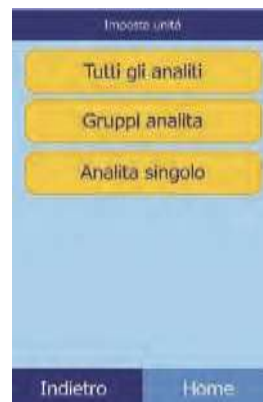 Imposta unità
Tutti gli analiti
Gruppi analita
Analita singolo
Indietro Home